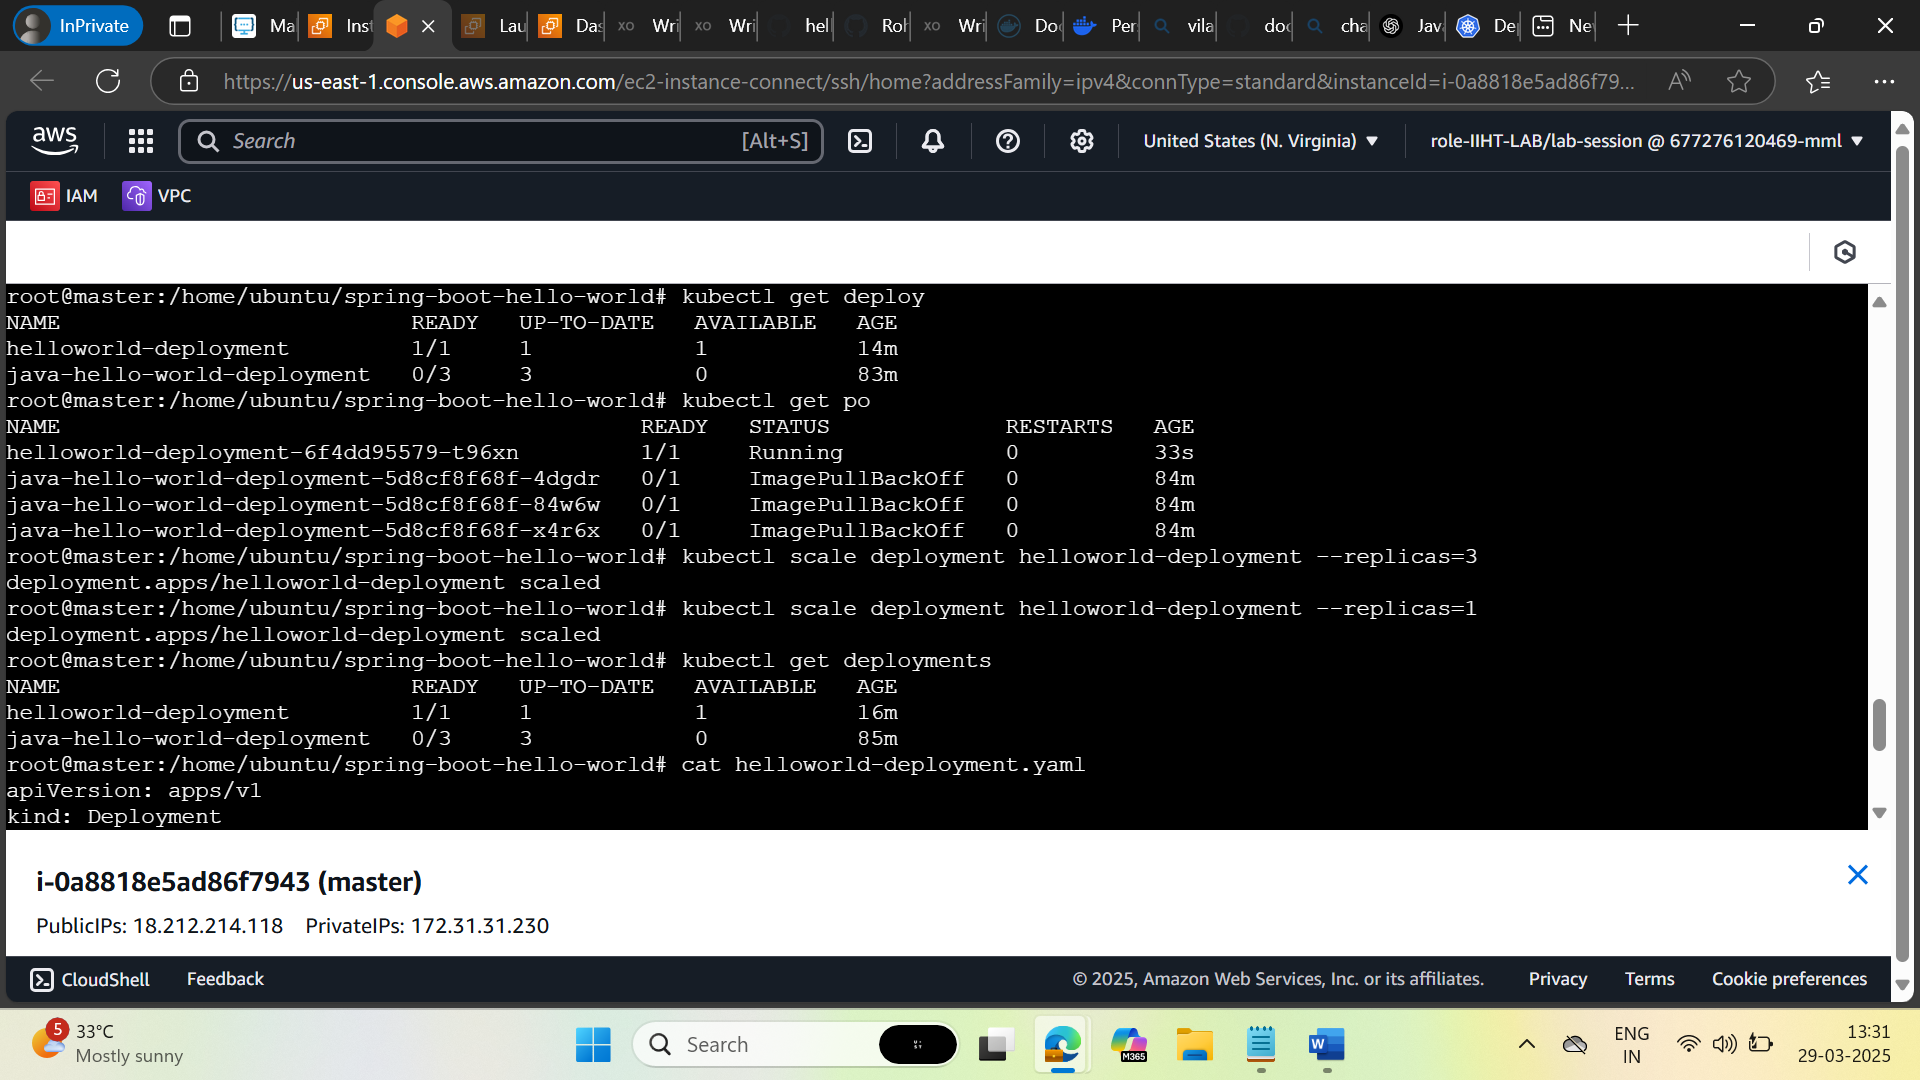 InPrivate
Ma
Inst
Lau
Das
Wri
Wri
hell
Roh
Wri
Do
Per
vila
doc
cha
Jav
De
Ne
https://us-east-1.console.aws.amazon.com/ec2-instance-connect/ssh/home?addressFamily=ipv4&connType=standard&instanceId=i-0a8818e5ad86f79...
aws
Search [Alt+S]
United States (N. Virginia)
role-IIHT-LAB/lab-session @ 677276120469-mml
IAM
VPC
root@master:/home/ubuntu/spring-boot-hello-world# kubectl get deploy
NAME READY UP-TO-DATE AVAILABLE AGE
helloworld-deployment 1/1 1 1 14m
java-hello-world-deployment 0/3 3 0 83m
root@master:/home/ubuntu/spring-boot-hello-world# kubectl get po
NAME READY STATUS RESTARTS AGE
helloworld-deployment-6f4dd95579-t96xn 1/1 Running 0 33s
java-hello-world-deployment-5d8cf8f68f-4dgdr 0/1 ImagePullBackOff 0 84m
java-hello-world-deployment-5d8cf8f68f-84w6w 0/1 ImagePullBackOff 0 84m
java-hello-world-deployment-5d8cf8f68f-x4r6x 0/1 ImagePullBackOff 0 84m
root@master:/home/ubuntu/spring-boot-hello-world# kubectl scale deployment helloworld-deployment --replicas=3
deployment.apps/helloworld-deployment scaled
root@master:/home/ubuntu/spring-boot-hello-world# kubectl scale deployment helloworld-deployment --replicas=1
deployment.apps/helloworld-deployment scaled
root@master:/home/ubuntu/spring-boot-hello-world# kubectl get deployments
NAME READY UP-TO-DATE AVAILABLE AGE
helloworld-deployment 1/1 1 1 16m
java-hello-world-deployment 0/3 3 0 85m
root@master:/home/ubuntu/spring-boot-hello-world# cat helloworld-deployment.yaml
apiVersion: apps/v1
kind: Deployment
i-0a8818e5ad86f7943 (master)
PublicIPs: 18.212.214.118 PrivateIPs: 172.31.31.230
CloudShell
Feedback
© 2025, Amazon Web Services, Inc. or its affiliates.
Privacy
Terms
Cookie preferences
5
33°C
Mostly sunny
Search
M365
W
ENG
IN
13:31
29-03-2025